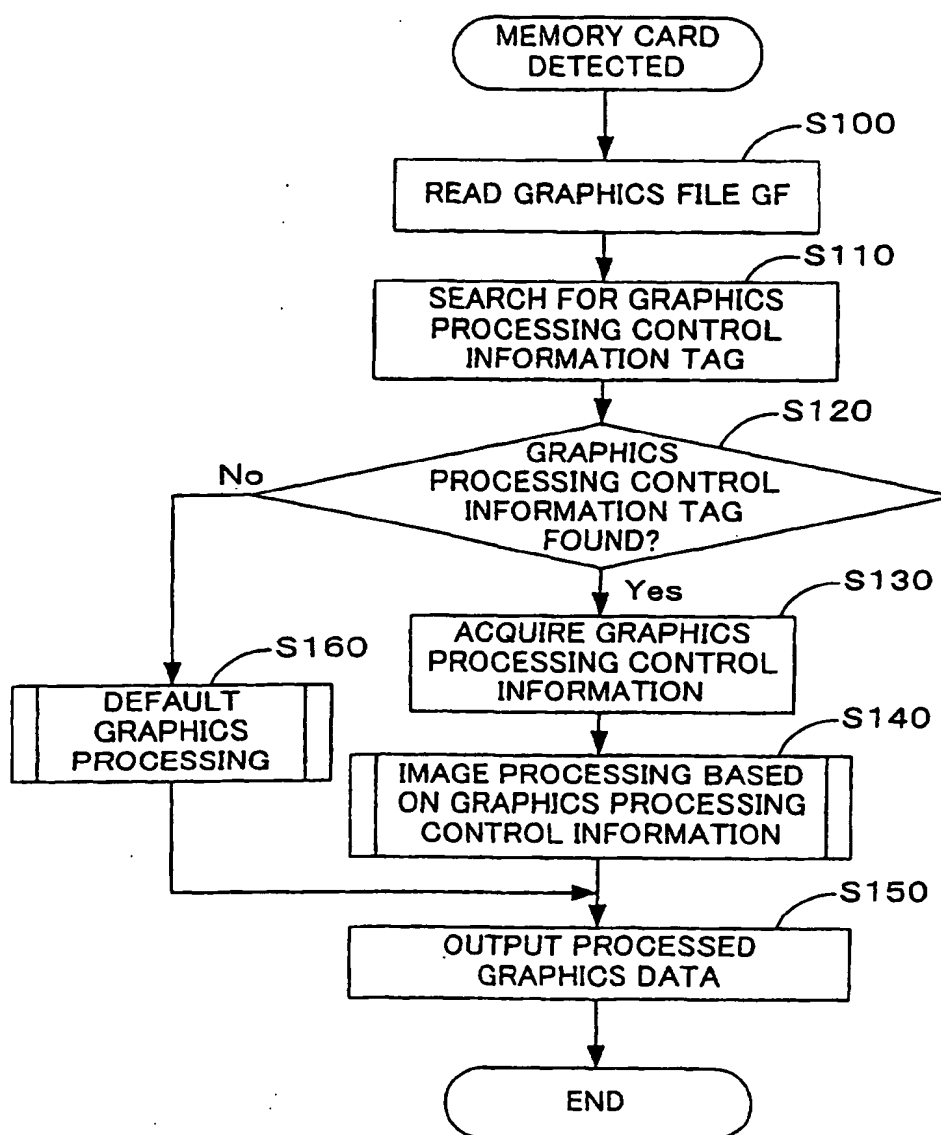 MEMORY CARD
DETECTED
S100
READ GRAPHICS FILE GF
S110
SEARCH FOR GRAPHICS
PROCESSING CONTROL
INFORMATION TAG
S120
GRAPHICS
PROCESSING CONTROL
INFORMATION TAG
FOUND?
No
Yes
S130
ACQUIRE GRAPHICS
PROCESSING CONTROL
INFORMATION
S160
DEFAULT
GRAPHICS
PROCESSING
S140
IMAGE PROCESSING BASED
ON GRAPHICS PROCESSING
CONTROL INFORMATION
S150
OUTPUT PROCESSED
GRAPHICS DATA
END